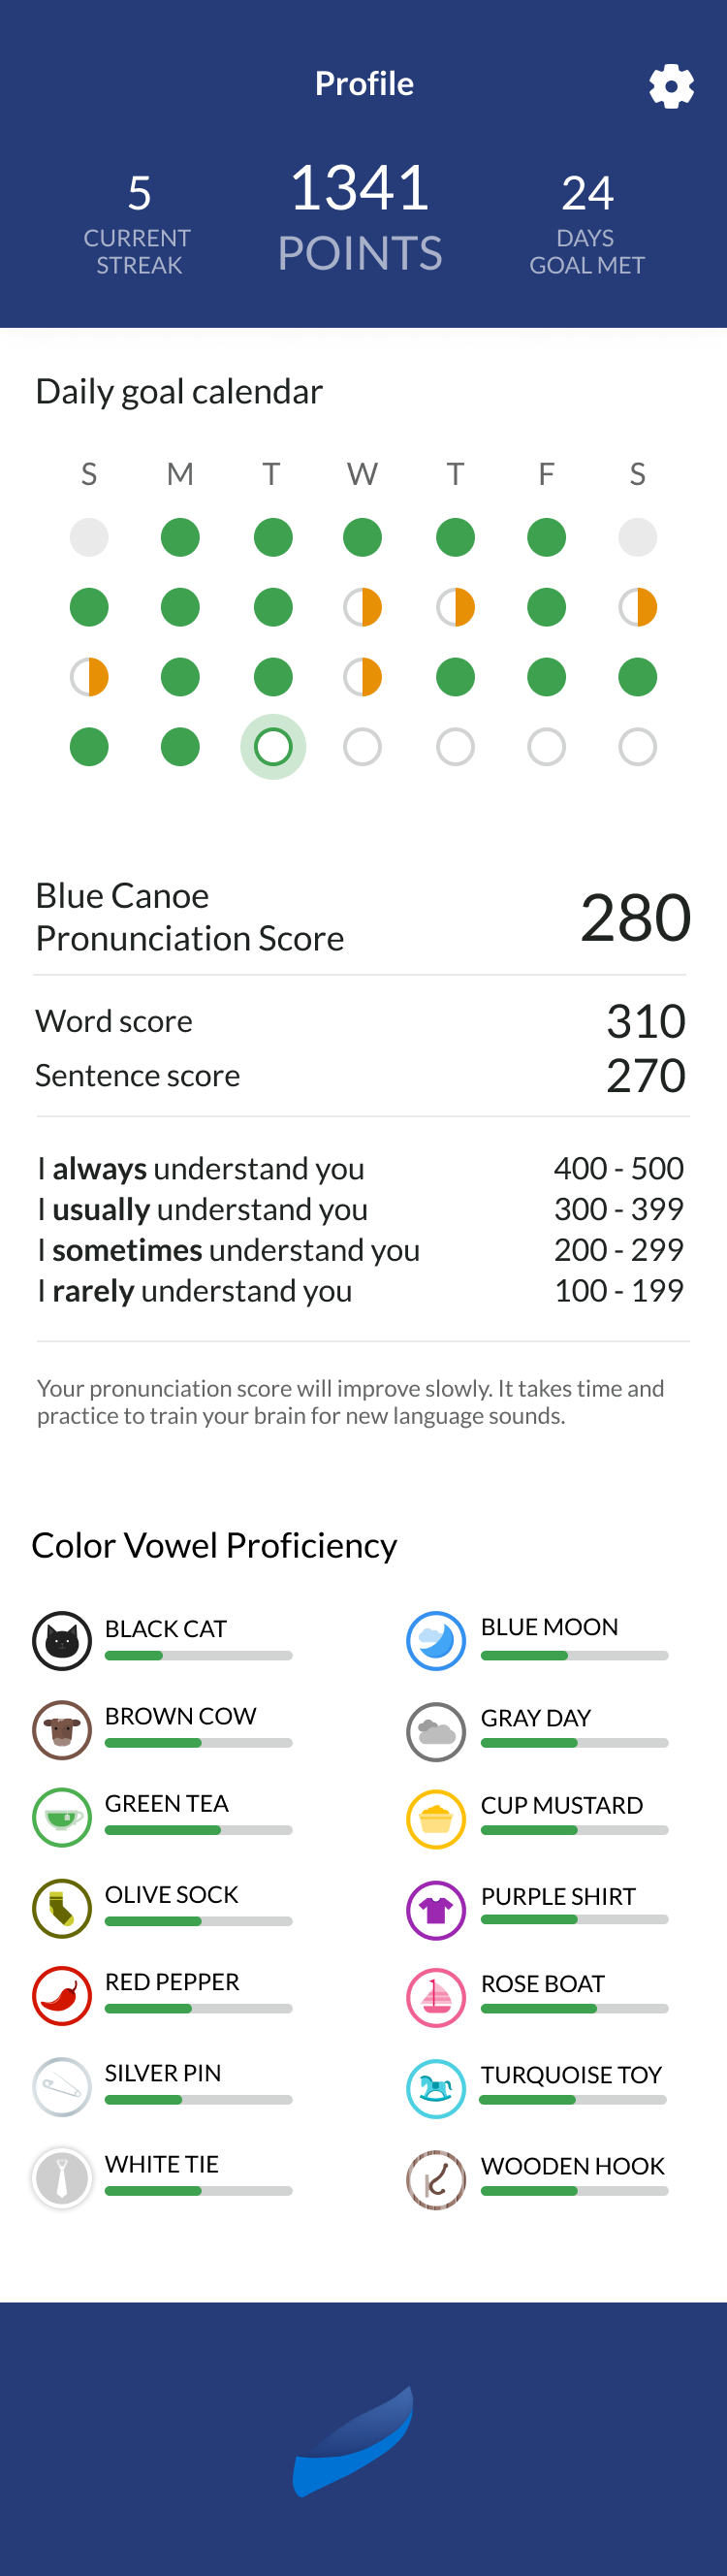 Profile
5
CURRENT
STREAK
1341
POINTS
24
DAYS
GOAL MET
Daily goal calendar
S M T W T F S
Blue Canoe
Pronunciation Score
280
Word score 310
Sentence score 270
I always understand you 400 - 500
I usually understand you 300 - 399
I sometimes understand you 200 - 299
I rarely understand you 100 - 199
Your pronunciation score will improve slowly. It takes time and
practice to train your brain for new language sounds.
Color Vowel Proficiency
BLACK CAT
BLUE MOON
BROWN COW
GRAY DAY
GREEN TEA
CUP MUSTARD
OLIVE SOCK
PURPLE SHIRT
RED PEPPER
ROSE BOAT
SILVER PIN
TURQUOISE TOY
WHITE TIE
WOODEN HOOK